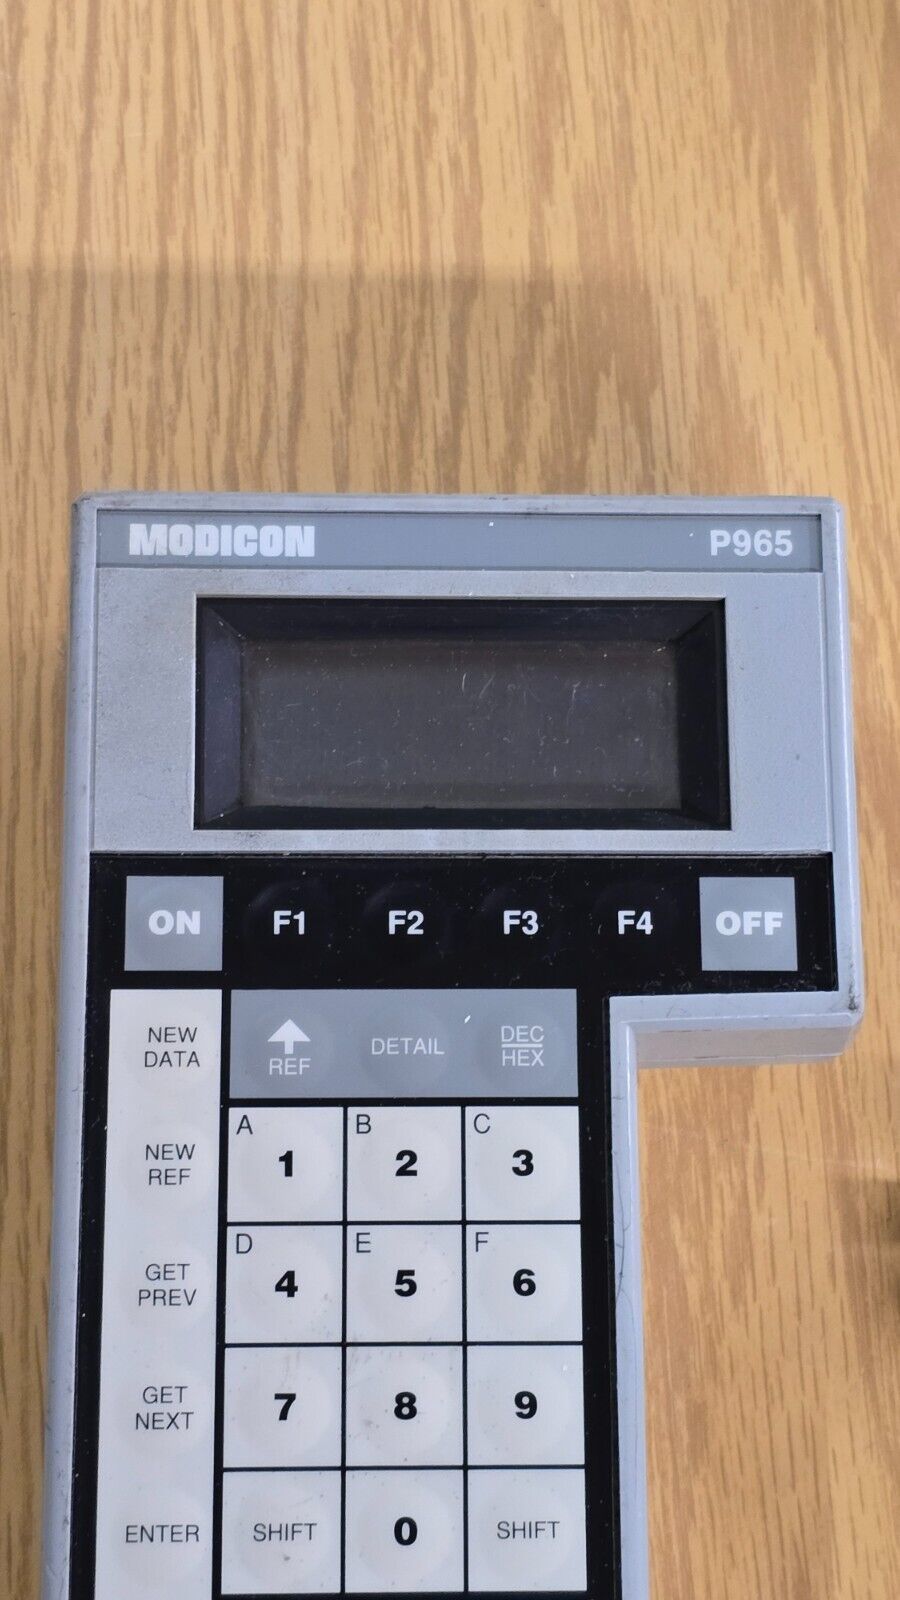 MODICON P965
ON F1 F2 F3 F4 OFF
NEW DATA
REF DETAIL DEC HEX
A 1 B 2 C 3
NEW REF
D 4 E 5 F 6
GET PREV
7 8 9
GET NEXT
ENTER SHIFT 0 SHIFT